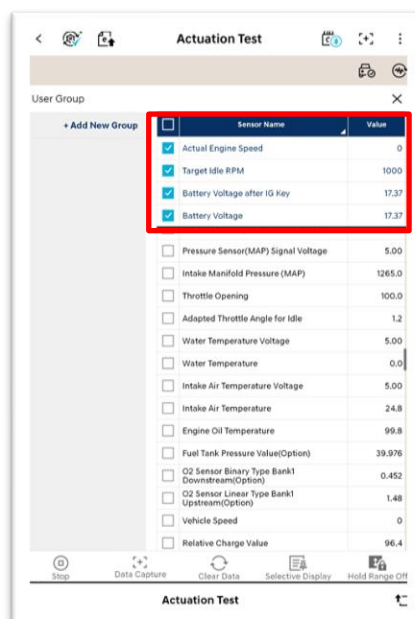 Actuation Test
User Group
+ Add New Group
Sensor Name Value
Actual Engine Speed 0
Target Idle RPM 1000
Battery Voltage after IG Key 17.37
Battery Voltage 17.37
Pressure Sensor(MAP) Signal Voltage 5.00
Intake Manifold Pressure (MAP) 1265.0
Throttle Opening 100.0
Adapted Throttle Angle for Idle 1.2
Water Temperature Voltage 5.00
Water Temperature 0.0
Intake Air Temperature Voltage 5.00
Intake Air Temperature 24.8
Engine Oil Temperature 99.8
Fuel Tank Pressure Value(Option) 39.976
O2 Sensor Binary Type Bank1
Downstream(Option) 0.452
O2 Sensor Linear Type Bank1
Upstream(Option) 1.48
Vehicle Speed 0
Relative Charge Value 96.4
Stop Data Capture Clear Data Selective Display Hold Range Off
Actuation Test